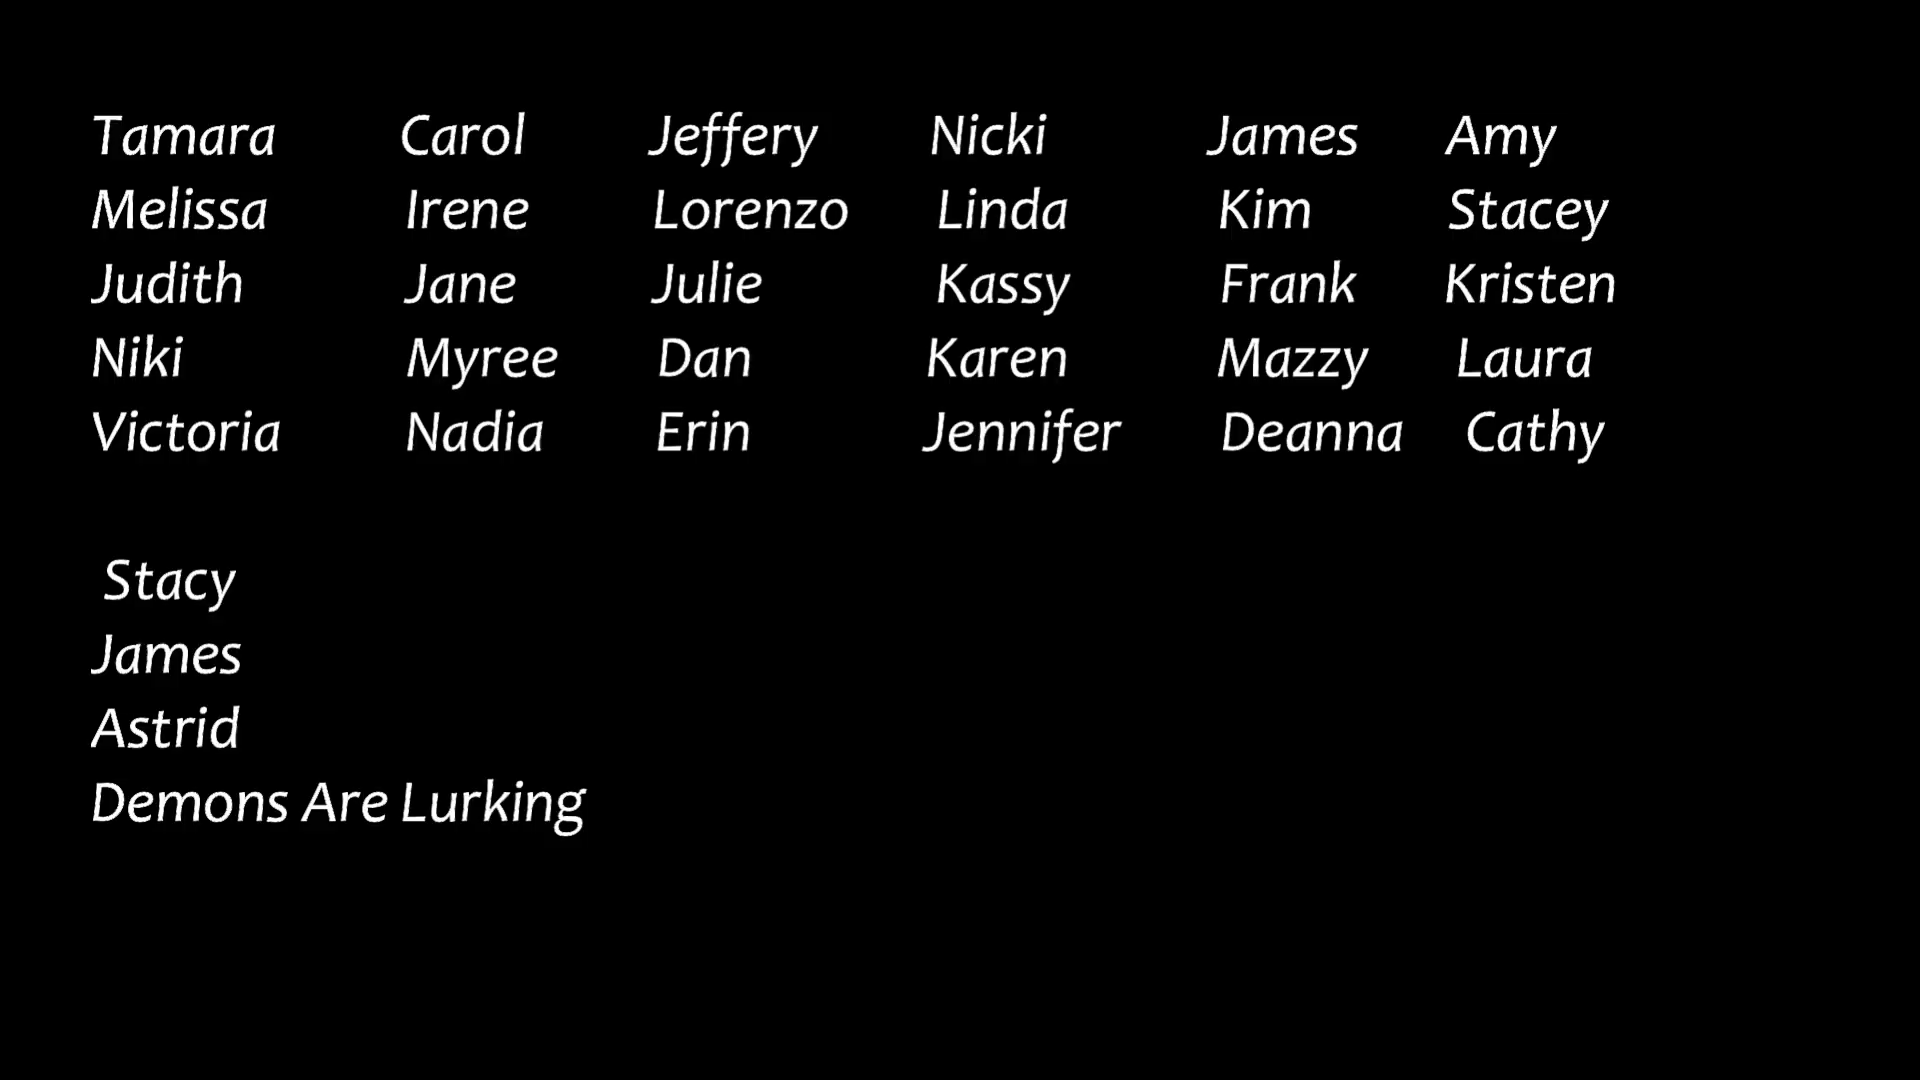 Tamara Carol Jeffery Nicki James Amy
Melissa Irene Lorenzo Linda Kim Stacey
Judith Jane Julie Kassy Frank Kristen
Niki Myree Dan Karen Mazzy Laura
Victoria Nadia Erin Jennifer Deanna Cathy
Stacy
James
Astrid
Demons Are Lurking